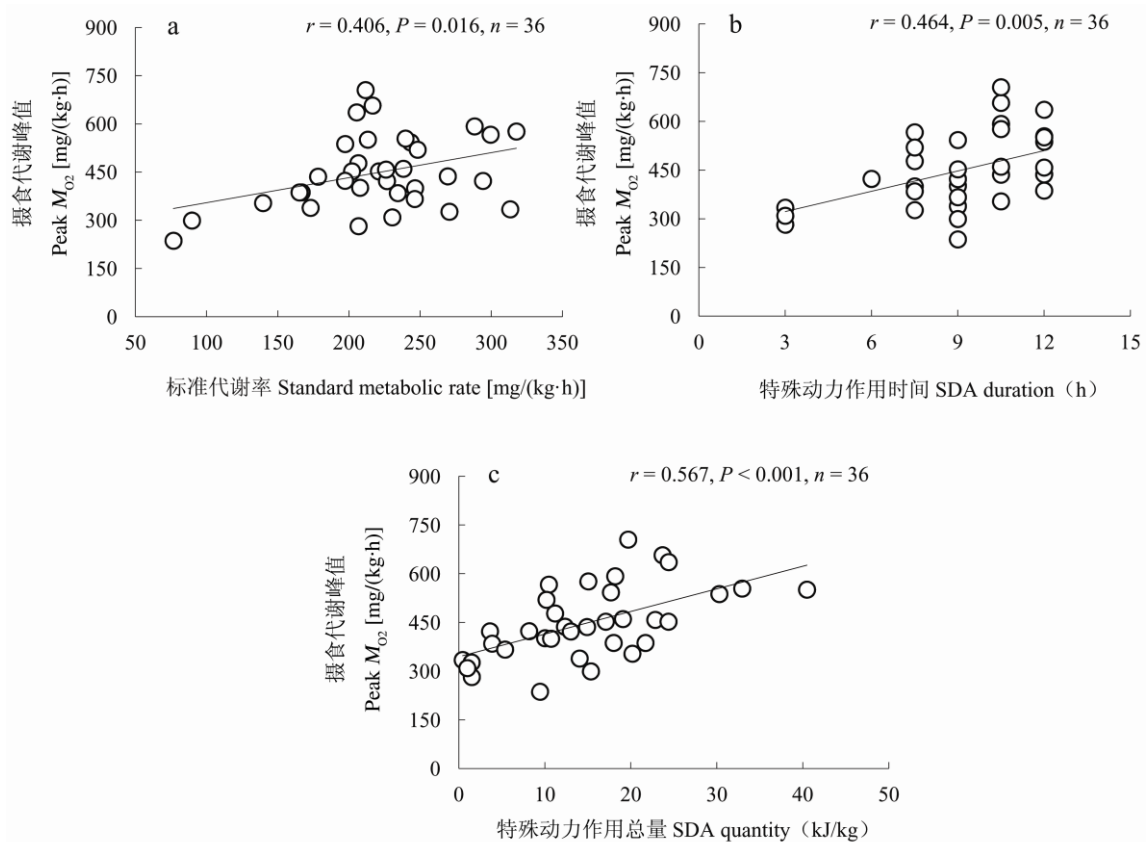 a
r = 0.406, P = 0.016, n = 36
摄食代谢峰值
Peak MO2 [mg/(kg·h)]
900
750
600
450
300
150
0
50 100 150 200 250 300 350
标准代谢率 Standard metabolic rate [mg/(kg·h)]
b
r = 0.464, P = 0.005, n = 36
摄食代谢峰值
Peak MO2 [mg/(kg·h)]
900
750
600
450
300
150
0
0 3 6 9 12 15
特殊动力作用时间 SDA duration（h）
c
r = 0.567, P < 0.001, n = 36
摄食代谢峰值
Peak MO2 [mg/(kg·h)]
900
750
600
450
300
150
0
0 10 20 30 40 50
特殊动力作用总量 SDA quantity（kJ/kg）